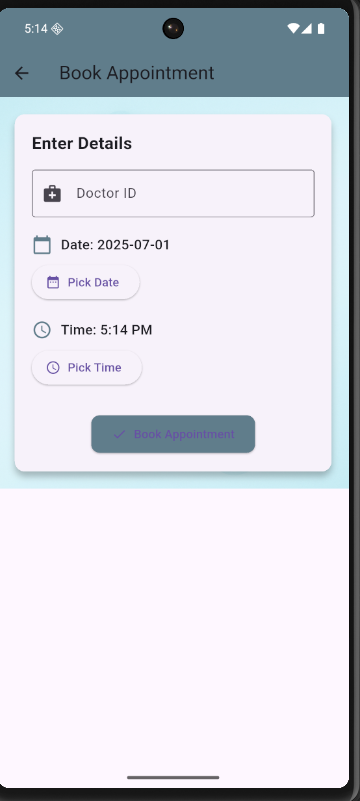 5:14
Book Appointment
Enter Details
Doctor ID
Date: 2025-07-01
Pick Date
Time: 5:14 PM
Pick Time
Book Appointment